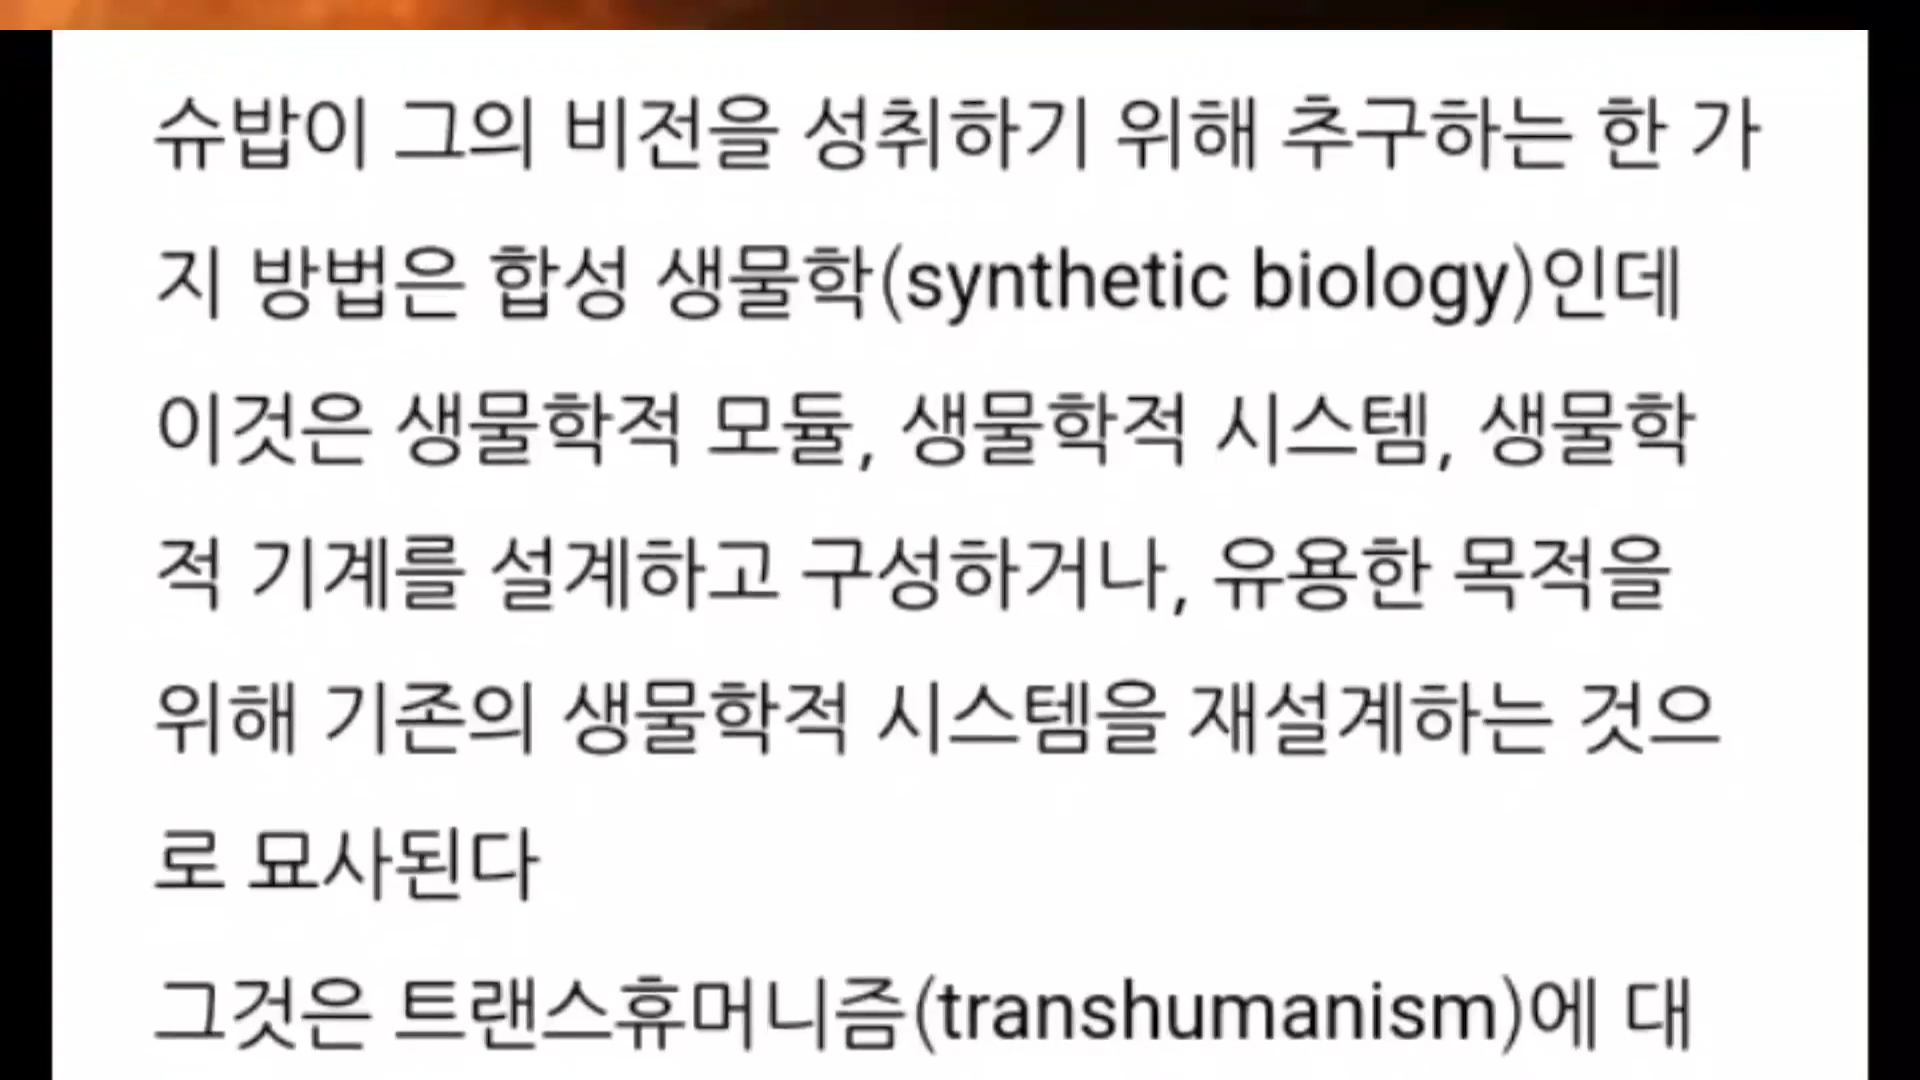 슈밥이 그의 비전을 성취하기 위해 추구하는 한 가
지 방법은 합성 생물학(synthetic biology)인데
이것은 생물학적 모듈, 생물학적 시스템, 생물학
적 기계를 설계하고 구성하거나, 유용한 목적을
위해 기존의 생물학적 시스템을 재설계하는 것으
로 묘사된다
그것은 트랜스휴머니즘(transhumanism)에 대